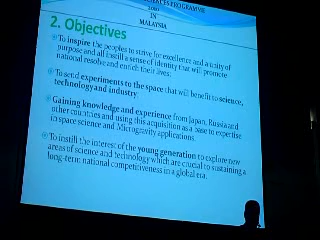 SPACES PROGRAMME
IN
MALAYSIA
2. Objectives
To inspire the peoples to strive for excellence and a unity of
purpose and all instill a sense of identity that will promote
national resolve and enrich their lives;
To send experiments to the space that will benefit to science,
technology and industry.
Gaining knowledge and experience from Japan, Russia and
other countries and using this acquisition as a base to expertise
in space science and Microgravity applications.
To instill the interest of the young generation to explore new
areas of science and technology which are crucial to sustaining a
long-term national competitiveness in a global era.